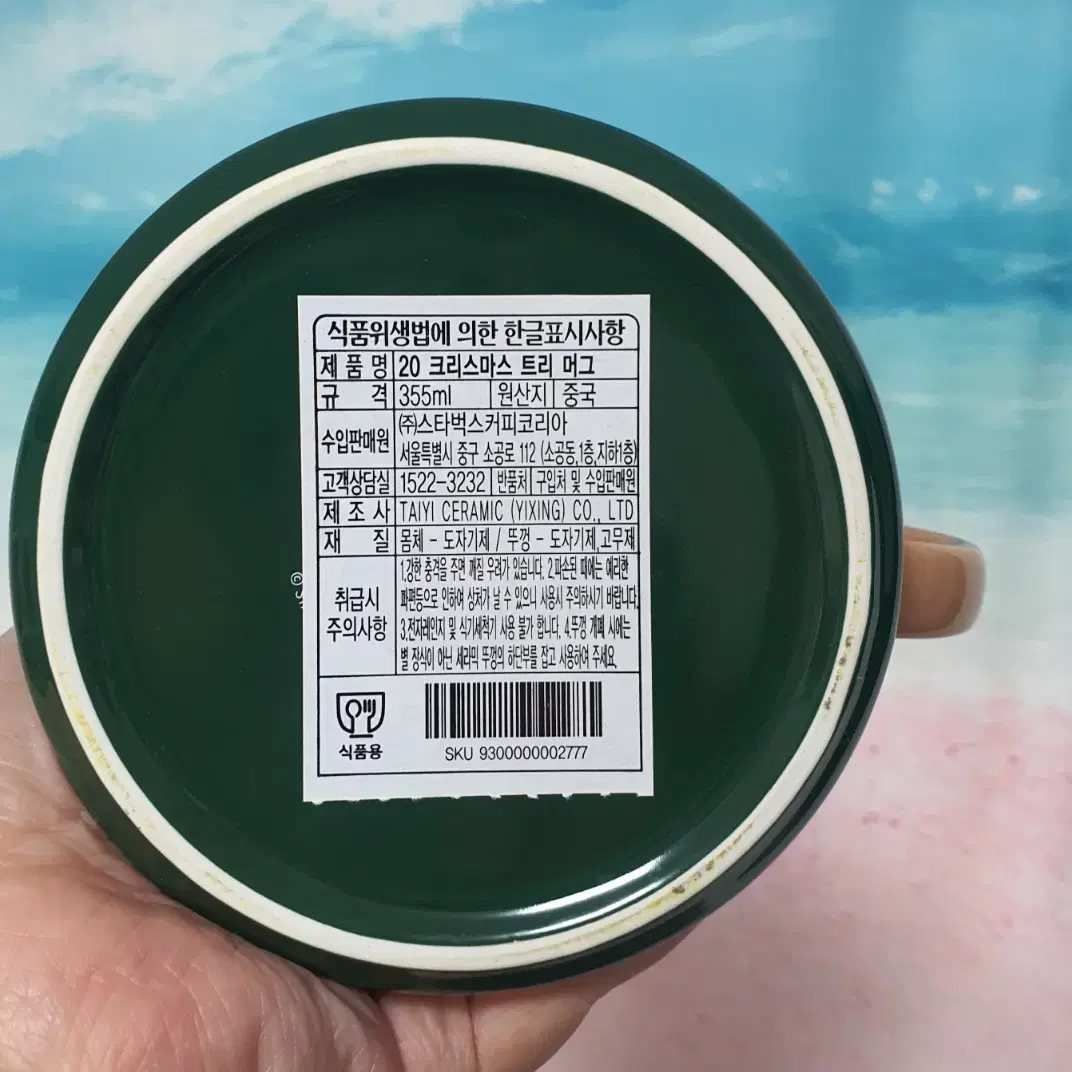 식품위생법에 의한 한글표시사항
제 품 명 20 크리스마스 트리 머그
규 격 355ml 원산지 중국
수입판매원 ㈜스타벅스커피코리아
서울특별시 중구 소공로 112 (소공동,1층,지하1층)
고객상담실 1522-3232 반품처 구입처 및 수입판매원
제 조 사 TAIYI CERAMIC (YIXING) CO., LTD
재 질 몸체 - 도자기제 / 뚜껑 - 도자기제,고무제
취급시 주의사항
1.강한 충격을 주면 깨질 우려가 있습니다. 2.파손된 때에는 예리한
파편등으로 인하여 상처가 날 수 있으니 사용시 주의하시기 바랍니다.
3.전자레인지 및 식기세척기 사용 불가 합니다. 4.뚜껑 개폐 시에는
별 장식이 아닌 세라믹 뚜껑의 하단부를 잡고 사용하여 주세요.
식품용
SKU 9300000002777